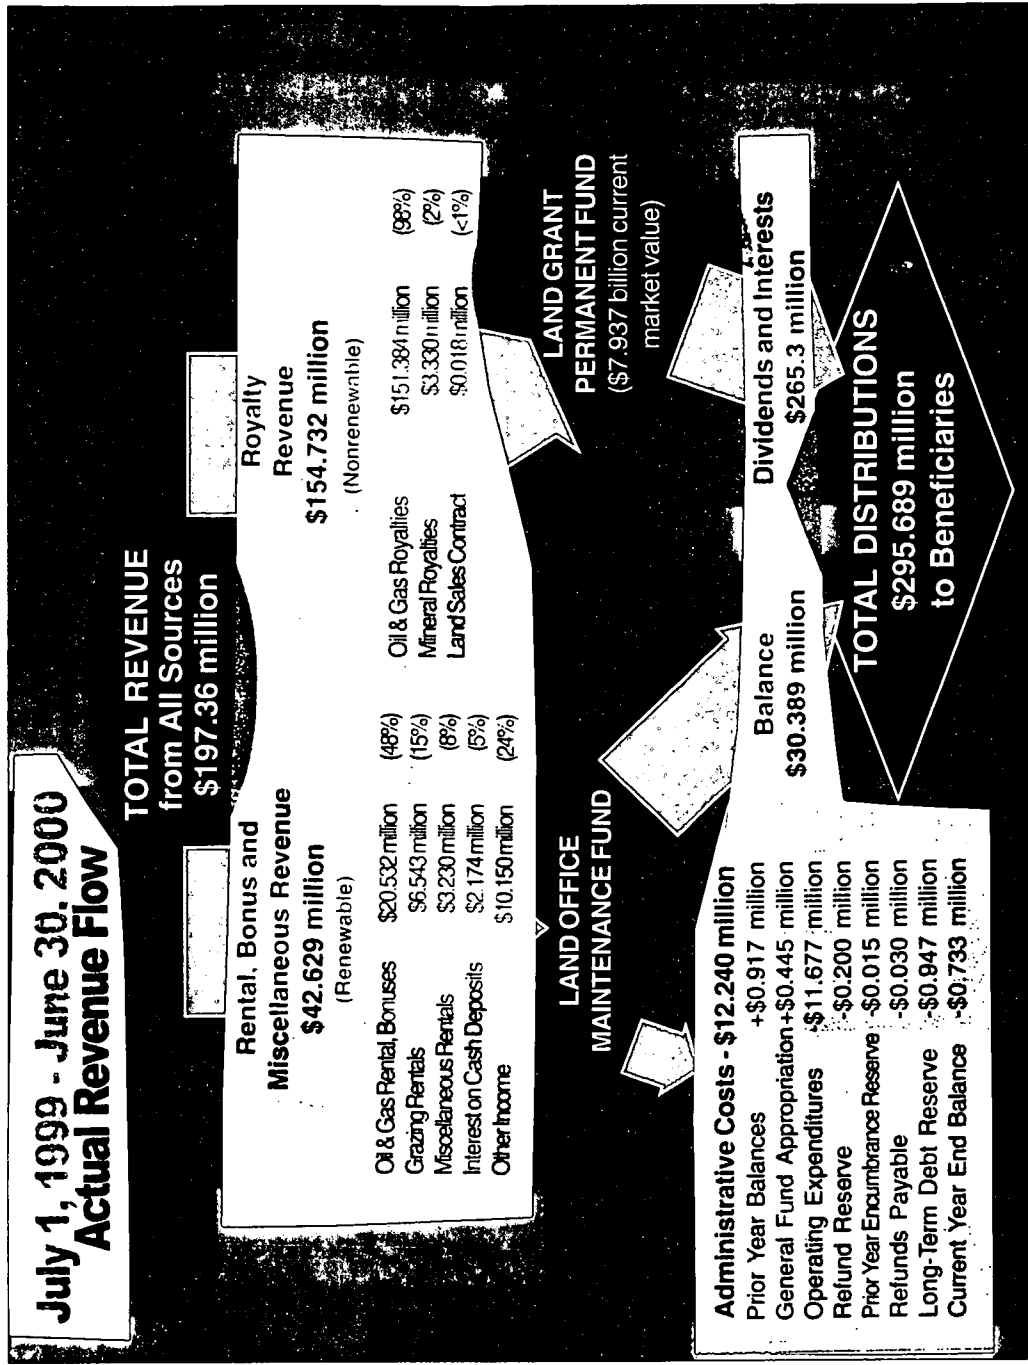 July 1, 1999 - June 30, 2000
Actual Revenue Flow
TOTAL REVENUE
from All Sources
$197.36 million
Rental, Bonus and
Miscellaneous Revenue
$42.629 million
(Renewable)
Oil & Gas Rental, Bonuses $20.532 million (48%)
Grazing Rentals $6.543 million (15%)
Miscellaneous Rentals $3.230 million (8%)
Interest on Cash Deposits $2.174 million (5%)
Other Income $10.150 million (24%)
Royalty
Revenue
$154.732 million
(Nonrenewable)
Oil & Gas Royalties $151.384 million (98%)
Mineral Royalties $3.330 million (2%)
Land Sales Contract $0.018 million (<1%)
LAND OFFICE
MAINTENANCE FUND
LAND GRANT
PERMANENT FUND
($7.937 billion current
market value)
Administrative Costs - $12.240 million
Prior Year Balances +$0.917 million
General Fund Appropriation +$0.445 million
Operating Expenditures -$11.677 million
Refund Reserve -$0.200 million
Prior Year Encumbrance Reserve -$0.015 million
Refunds Payable -$0.030 million
Long-Term Debt Reserve -$0.947 million
Current Year End Balance -$0.733 million
Balance
$30.389 million
Dividends and Interests
$265.3 million
TOTAL DISTRIBUTIONS
$295.689 million
to Beneficiaries